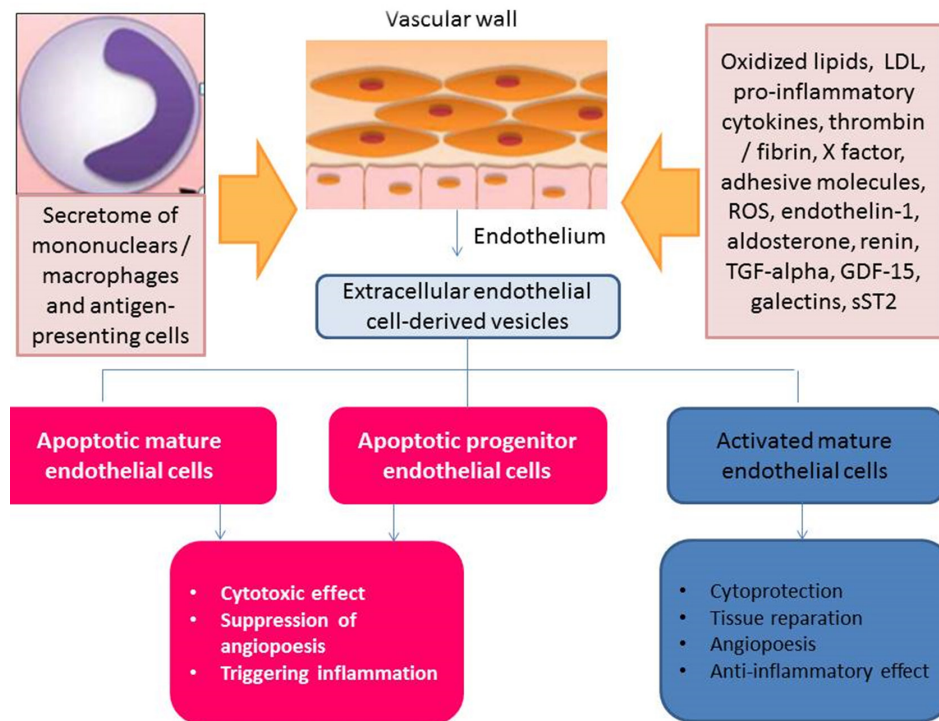 Vascular wall
Secretome of
mononuclears /
macrophages
and antigen-
presenting cells
Oxidized lipids, LDL,
pro-inflammatory
cytokines, thrombin
/ fibrin, X factor,
adhesive molecules,
ROS, endothelin-1,
aldosterone, renin,
TGF-alpha, GDF-15,
galectins, sST2
Endothelium
Extracellular endothelial
cell-derived vesicles
Apoptotic mature
endothelial cells
Apoptotic progenitor
endothelial cells
Activated mature
endothelial cells
• Cytotoxic effect
• Suppression of
angiopoesis
• Triggering inflammation
• Cytoprotection
• Tissue reparation
• Angiopoesis
• Anti-inflammatory effect